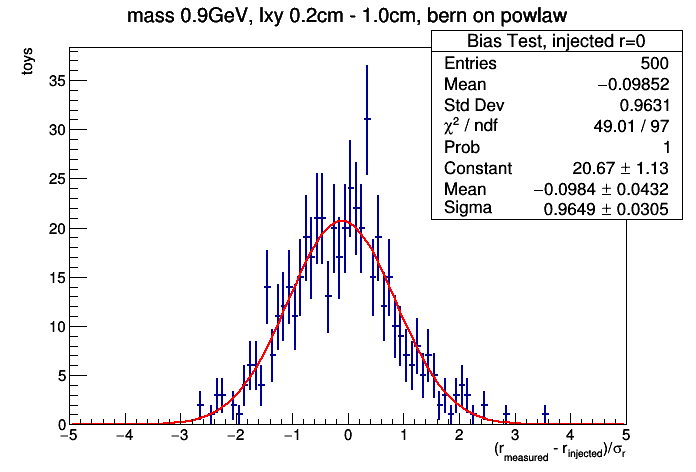 mass 0.9GeV, lxy 0.2cm - 1.0cm, bern on powlaw
toys
Bias Test, injected r=0
Entries 500
Mean −0.09852
Std Dev 0.9631
χ² / ndf 49.01 / 97
Prob 1
Constant 20.67 ± 1.13
Mean −0.0984 ± 0.0432
Sigma 0.9649 ± 0.0305
35
30
25
20
15
10
5
0
−5 −4 −3 −2 −1 0 1 2 3 4 5
(r_measured - r_injected)/σ_r